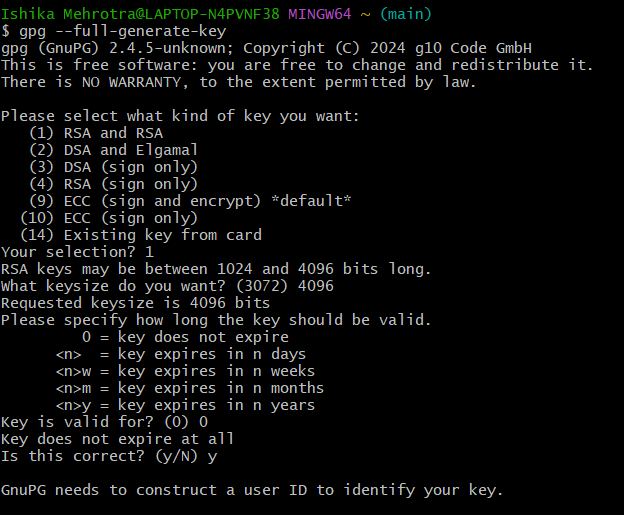 Ishika Mehrotra@LAPTOP-N4PVNF38 MINGW64 ~ (main)
$ gpg --full-generate-key
gpg (GnuPG) 2.4.5-unknown; Copyright (C) 2024 g10 Code GmbH
This is free software: you are free to change and redistribute it.
There is NO WARRANTY, to the extent permitted by law.

Please select what kind of key you want:
   (1) RSA and RSA
   (2) DSA and Elgamal
   (3) DSA (sign only)
   (4) RSA (sign only)
   (9) ECC (sign and encrypt) *default*
  (10) ECC (sign only)
  (14) Existing key from card
Your selection? 1
RSA keys may be between 1024 and 4096 bits long.
What keysize do you want? (3072) 4096
Requested keysize is 4096 bits
Please specify how long the key should be valid.
         0 = key does not expire
      <n>  = key expires in n days
      <n>w = key expires in n weeks
      <n>m = key expires in n months
      <n>y = key expires in n years
Key is valid for? (0) 0
Key does not expire at all
Is this correct? (y/N) y

GnuPG needs to construct a user ID to identify your key.